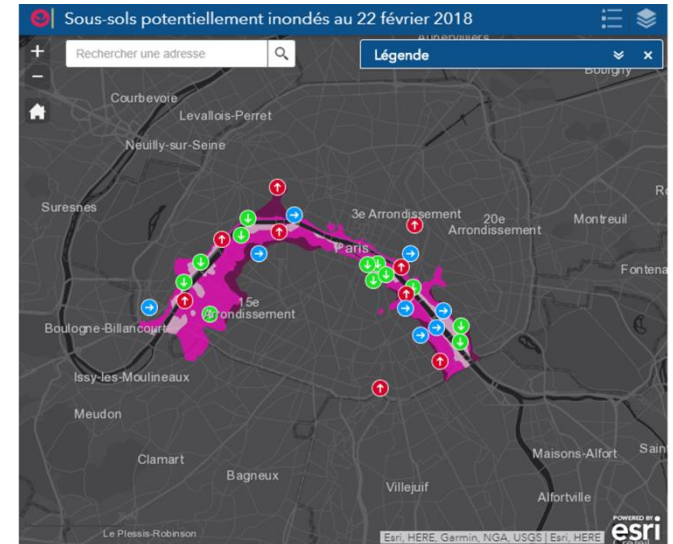 Sous-sols potentiellement inondés au 22 février 2018
Aubervilliers
+
Rechercher une adresse
Légende
−
Bobigny
Courbevoie
Levallois-Perret
Neuilly-sur-Seine
Suresnes
3e Arrondissement
20e
Arrondissement
Montreuil
Paris
Fontena
15e
Arrondissement
Boulogne-Billancourt
Issy-les-Moulineaux
Meudon
Clamart
Bagneux
Villejuif
Maisons-Alfort
Alfortville
Le Plessis-Robinson
Esri, HERE, Garmin, NGA, USGS | Esri, HERE
POWERED BY
esri